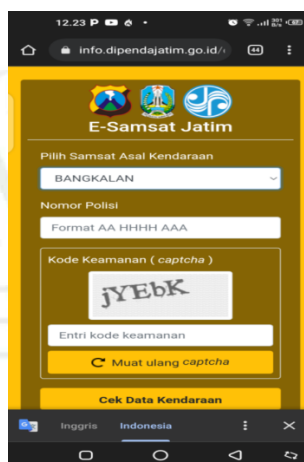 12.23
info.dipendajatim.go.id/
44
E-Samsat Jatim
Pilih Samsat Asal Kendaraan
BANGKALAN
Nomor Polisi
Format AA HHHH AAA
Kode Keamanan ( captcha )
jYEbK
Entri kode keamanan
Muat ulang captcha
Cek Data Kendaraan
Inggris Indonesia